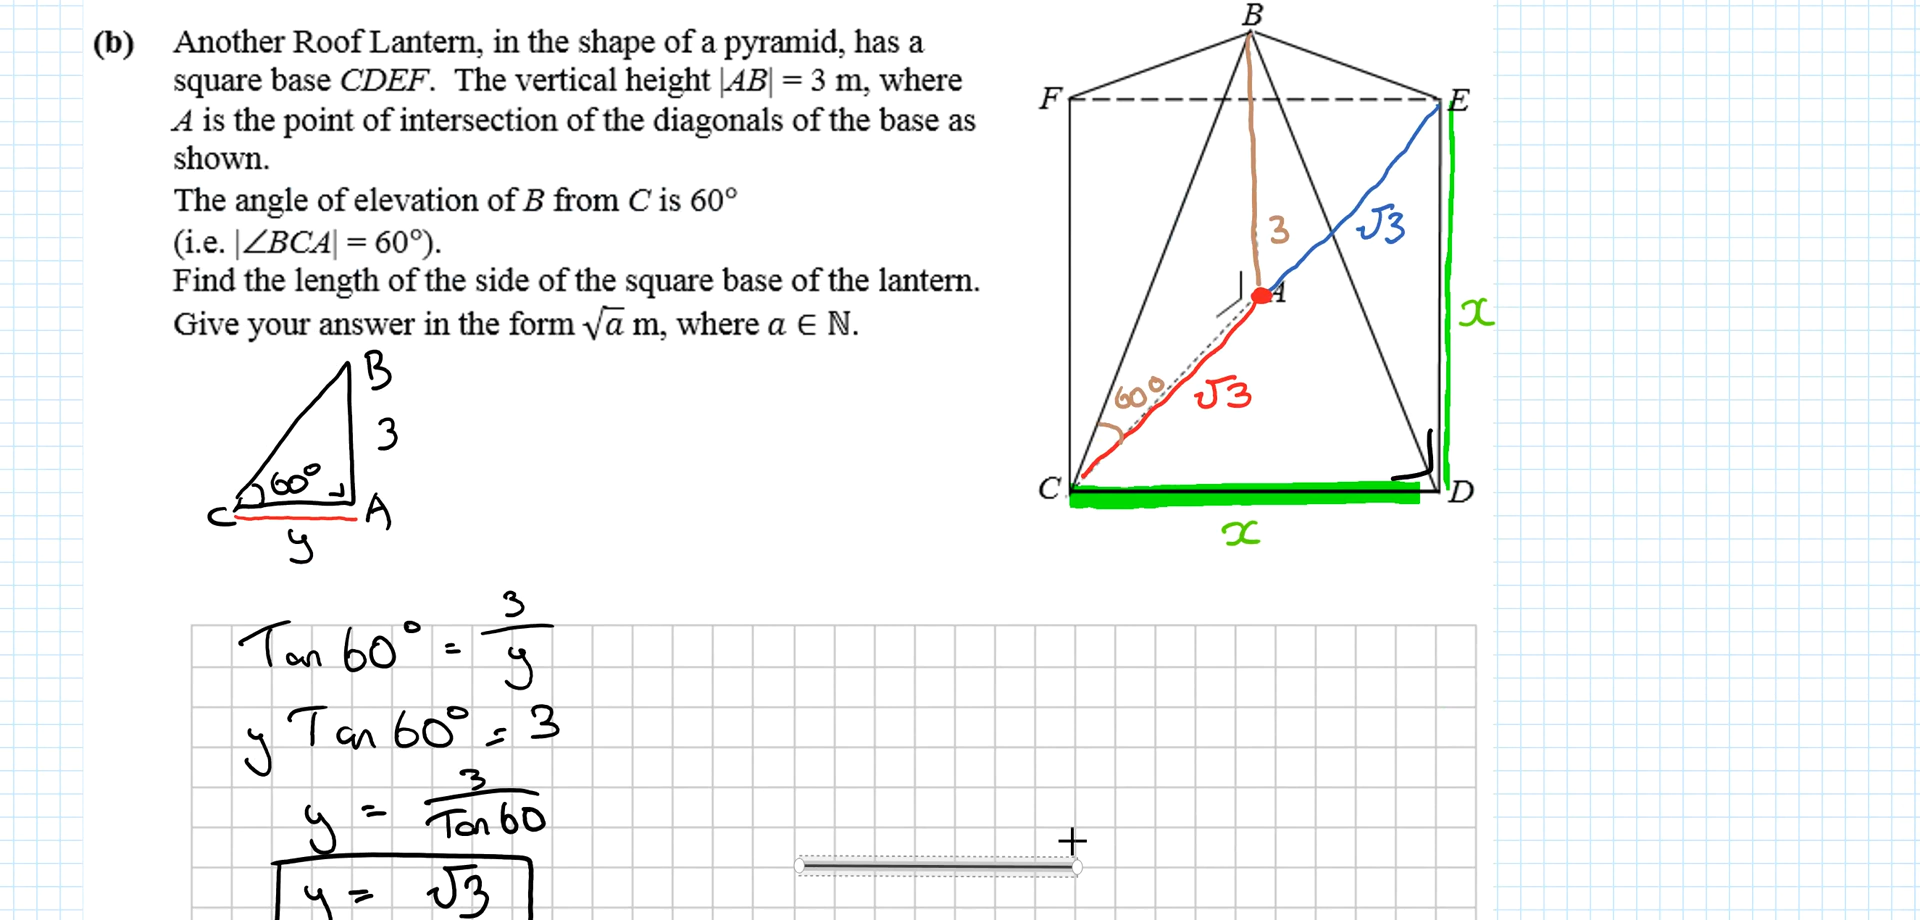 (b) Another Roof Lantern, in the shape of a pyramid, has a
square base CDEF. The vertical height |AB| = 3 m, where
A is the point of intersection of the diagonals of the base as
shown.
The angle of elevation of B from C is 60°
(i.e. |∠BCA| = 60°).
Find the length of the side of the square base of the lantern.
Give your answer in the form √a m, where a ∈ ℕ.
B
F
E
3
√3
A
x
60°
√3
C
D
x
B
3
60°
C
A
y
Tan 60° = 3/y
y Tan 60° = 3
y = 3/Tan 60
y = √3